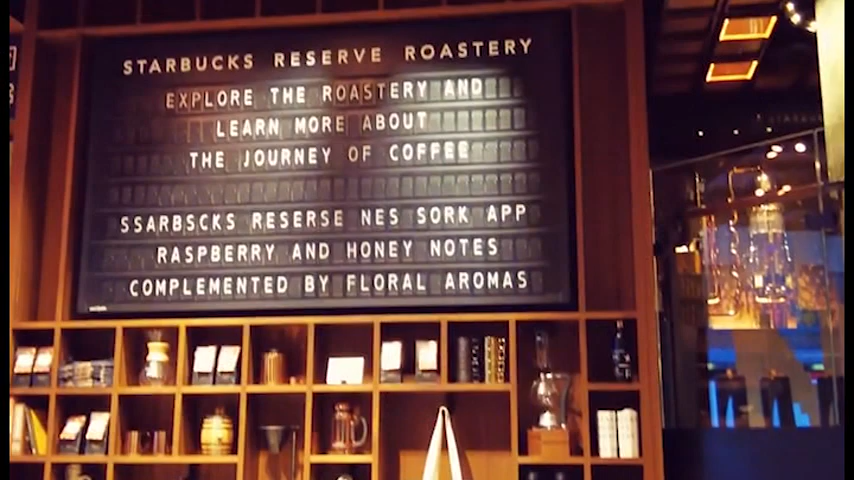 STARBUCKS RESERVE ROASTERY
EXPLORE THE ROASTERY AND
LEARN MORE ABOUT
THE JOURNEY OF COFFEE
SSARBSCKS RESERSE NES SORK APP
RASPBERRY AND HONEY NOTES
COMPLEMENTED BY FLORAL AROMAS